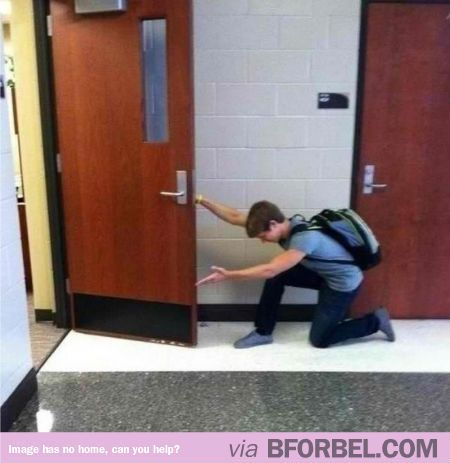 Image has no home, can you help?
via BFORBEL.COM